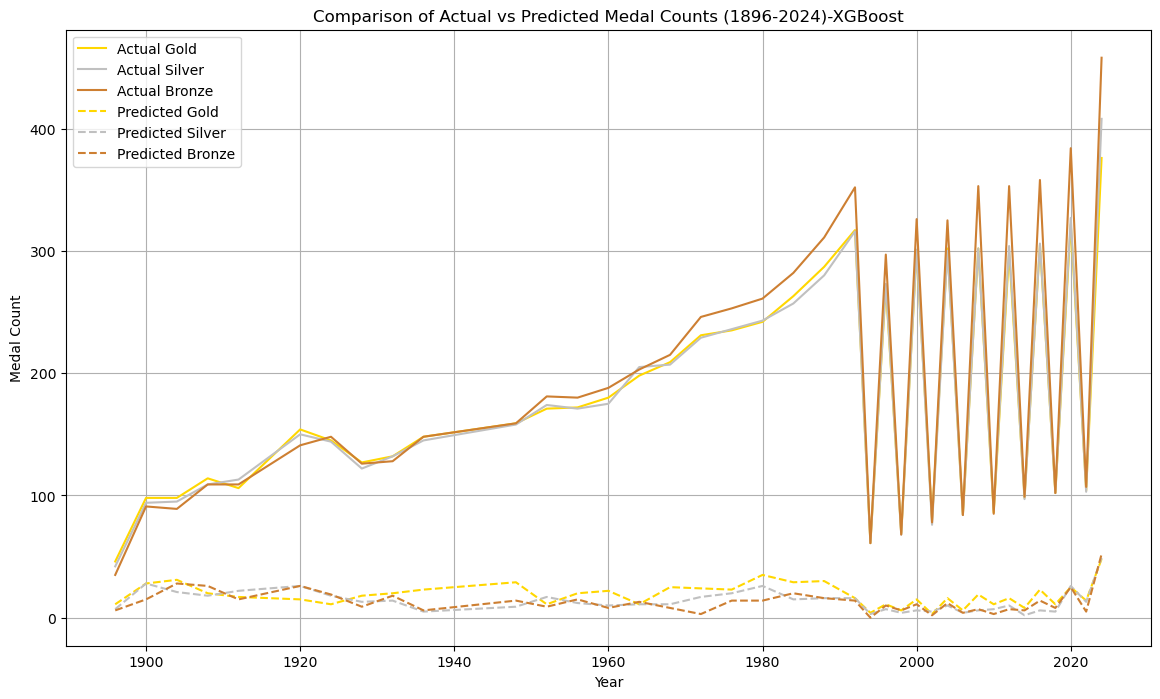 Comparison of Actual vs Predicted Medal Counts (1896-2024)-XGBoost
Actual Gold
Actual Silver
Actual Bronze
Predicted Gold
Predicted Silver
Predicted Bronze
Medal Count
400
300
200
100
0
1900 1920 1940 1960 1980 2000 2020
Year